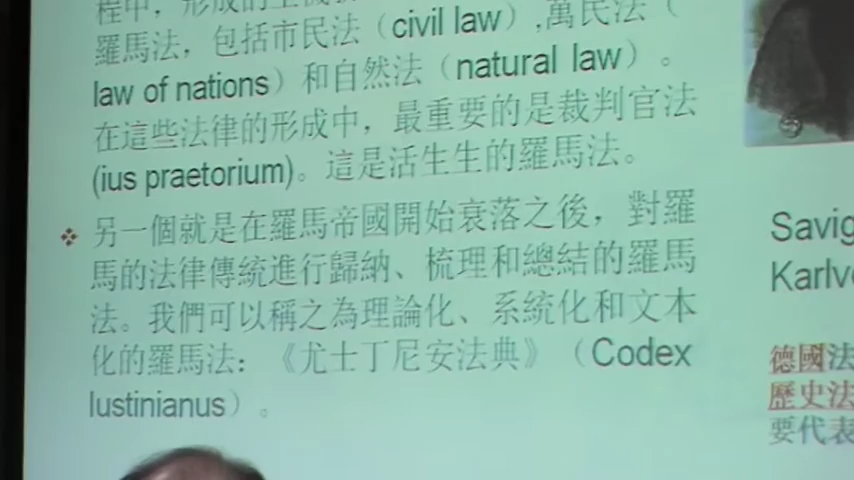 程中，形成的
羅馬法，包括市民法（civil law）,萬民法（
law of nations）和自然法（natural law）。
在這些法律的形成中，最重要的是裁判官法
(ius praetorium)。這是活生生的羅馬法。
❖ 另一個就是在羅馬帝國開始衰落之後，對羅
馬的法律傳統進行歸納、梳理和總結的羅馬
法。我們可以稱之為理論化、系統化和文本
化的羅馬法：《尤士丁尼安法典》（Codex
Iustinianus）。
Savig
Karlv
德國法
歷史法
要代表